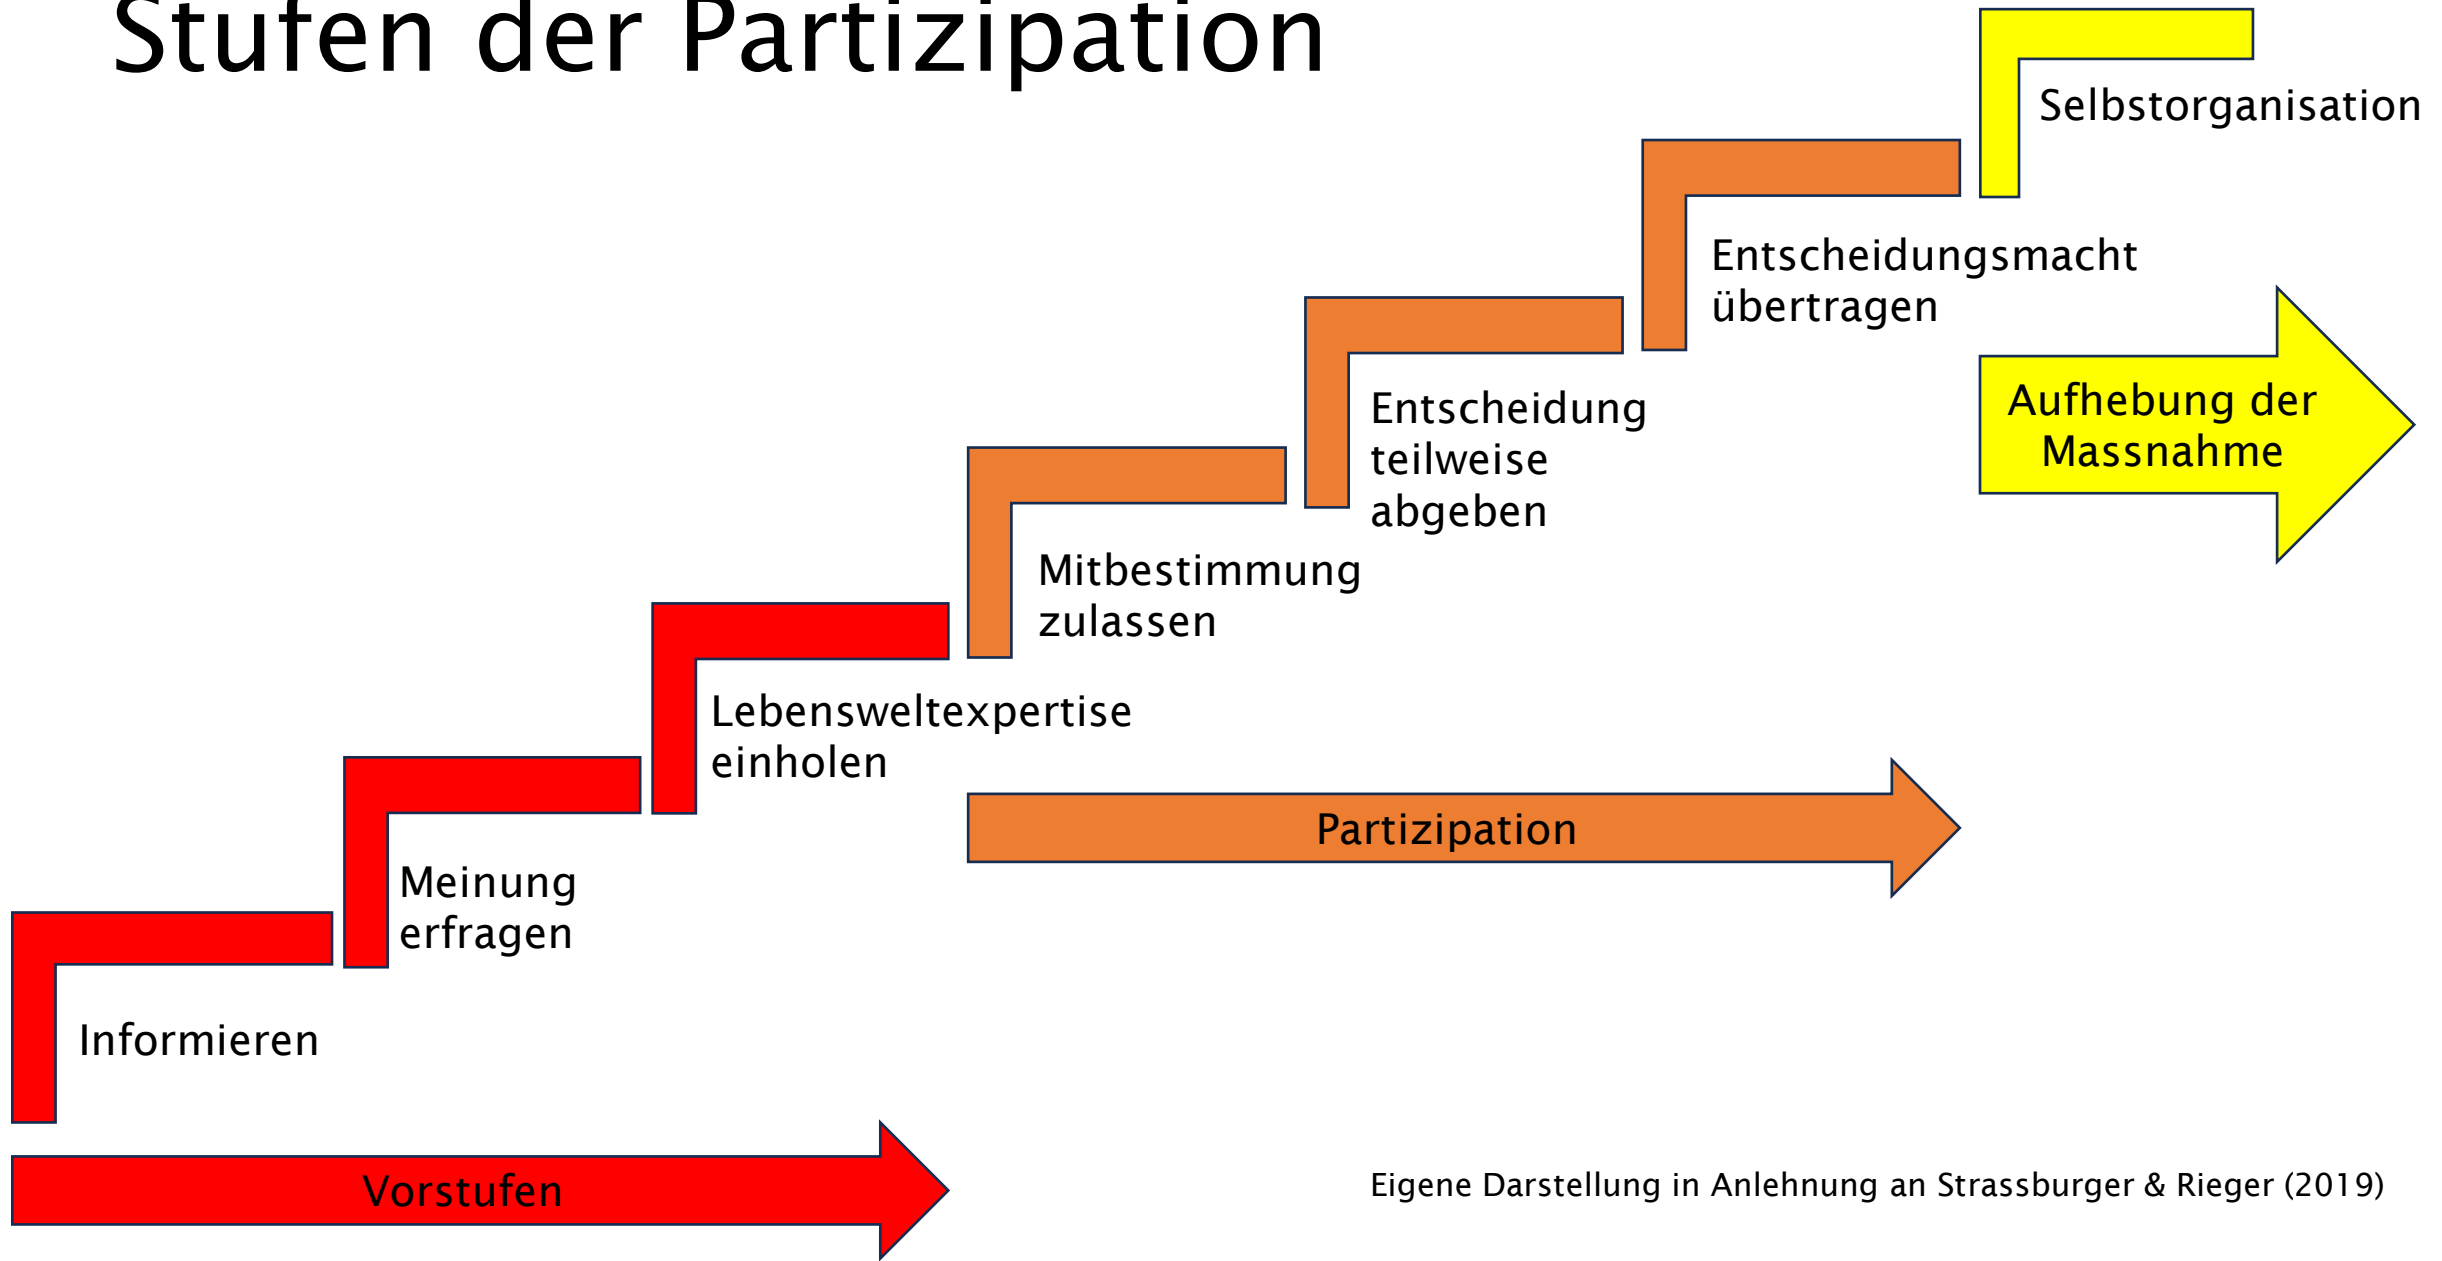 Stufen der Partizipation
Selbstorganisation
Entscheidungsmacht
übertragen
Aufhebung der
Massnahme
Entscheidung
teilweise
abgeben
Mitbestimmung
zulassen
Lebensweltexpertise
einholen
Partizipation
Meinung
erfragen
Informieren
Vorstufen
Eigene Darstellung in Anlehnung an Strassburger & Rieger (2019)